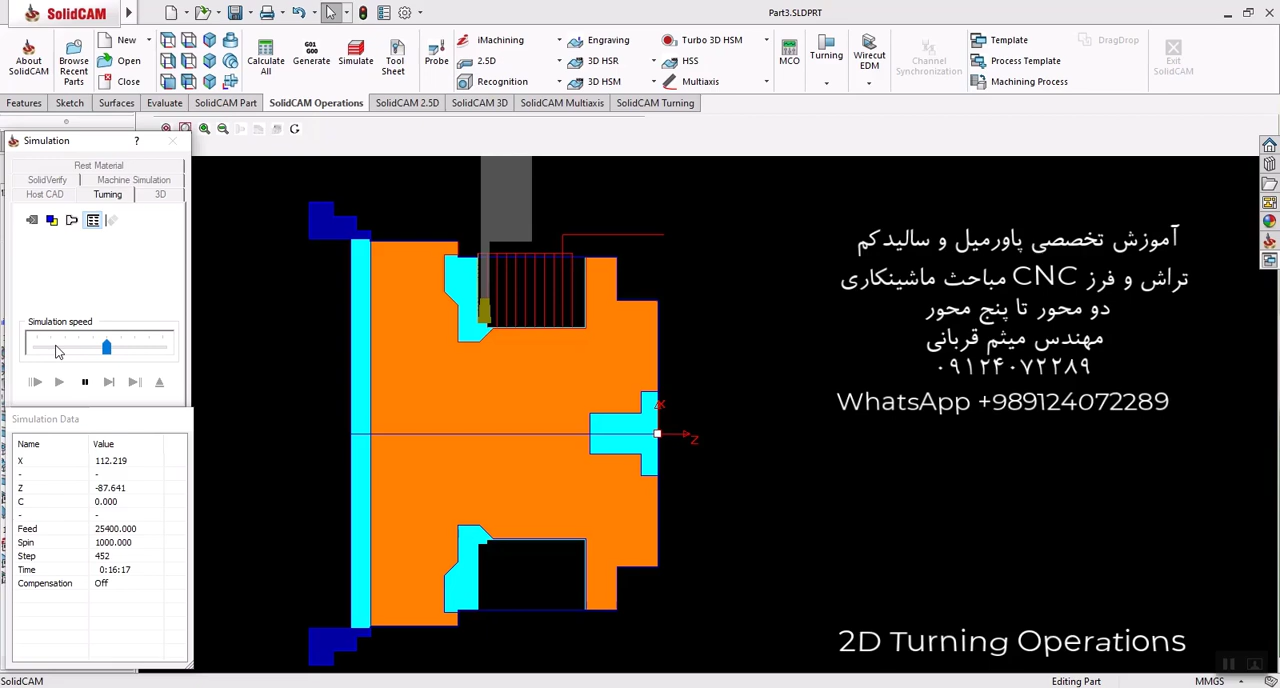 SolidCAM
Part3.SLDPRT
About SolidCAM
Browse Recent Parts
New
Open
Close
Calculate All
G01 G00
Generate
Simulate
Tool Sheet
Probe
iMachining
2.5D
Recognition
Engraving
3D HSR
3D HSM
Turbo 3D HSM
HSS
Multiaxis
MCO
Turning
Wirecut EDM
Channel Synchronization
Template
Process Template
Machining Process
DragDrop
Exit SolidCAM
Features
Sketch
Surfaces
Evaluate
SolidCAM Part
SolidCAM Operations
SolidCAM 2.5D
SolidCAM 3D
SolidCAM Multiaxis
SolidCAM Turning
Simulation ?
Rest Material
SolidVerify Machine Simulation
Host CAD Turning 3D
Simulation speed
Simulation Data
Name Value
X 112.219
- -
Z -87.641
C 0.000
- -
Feed 25400.000
Spin 1000.000
Step 452
Time 0:16:17
Compensation Off
X
Z
آموزش تخصصی پاورمیل و سالیدکم
تراش و فرز CNC مباحث ماشینکاری
دو محور تا پنج محور
مهندس میثم قربانی
۰۹۱۲۴۰۷۲۲۸۹
WhatsApp +989124072289
2D Turning Operations
SolidCAM
Editing Part
MMGS